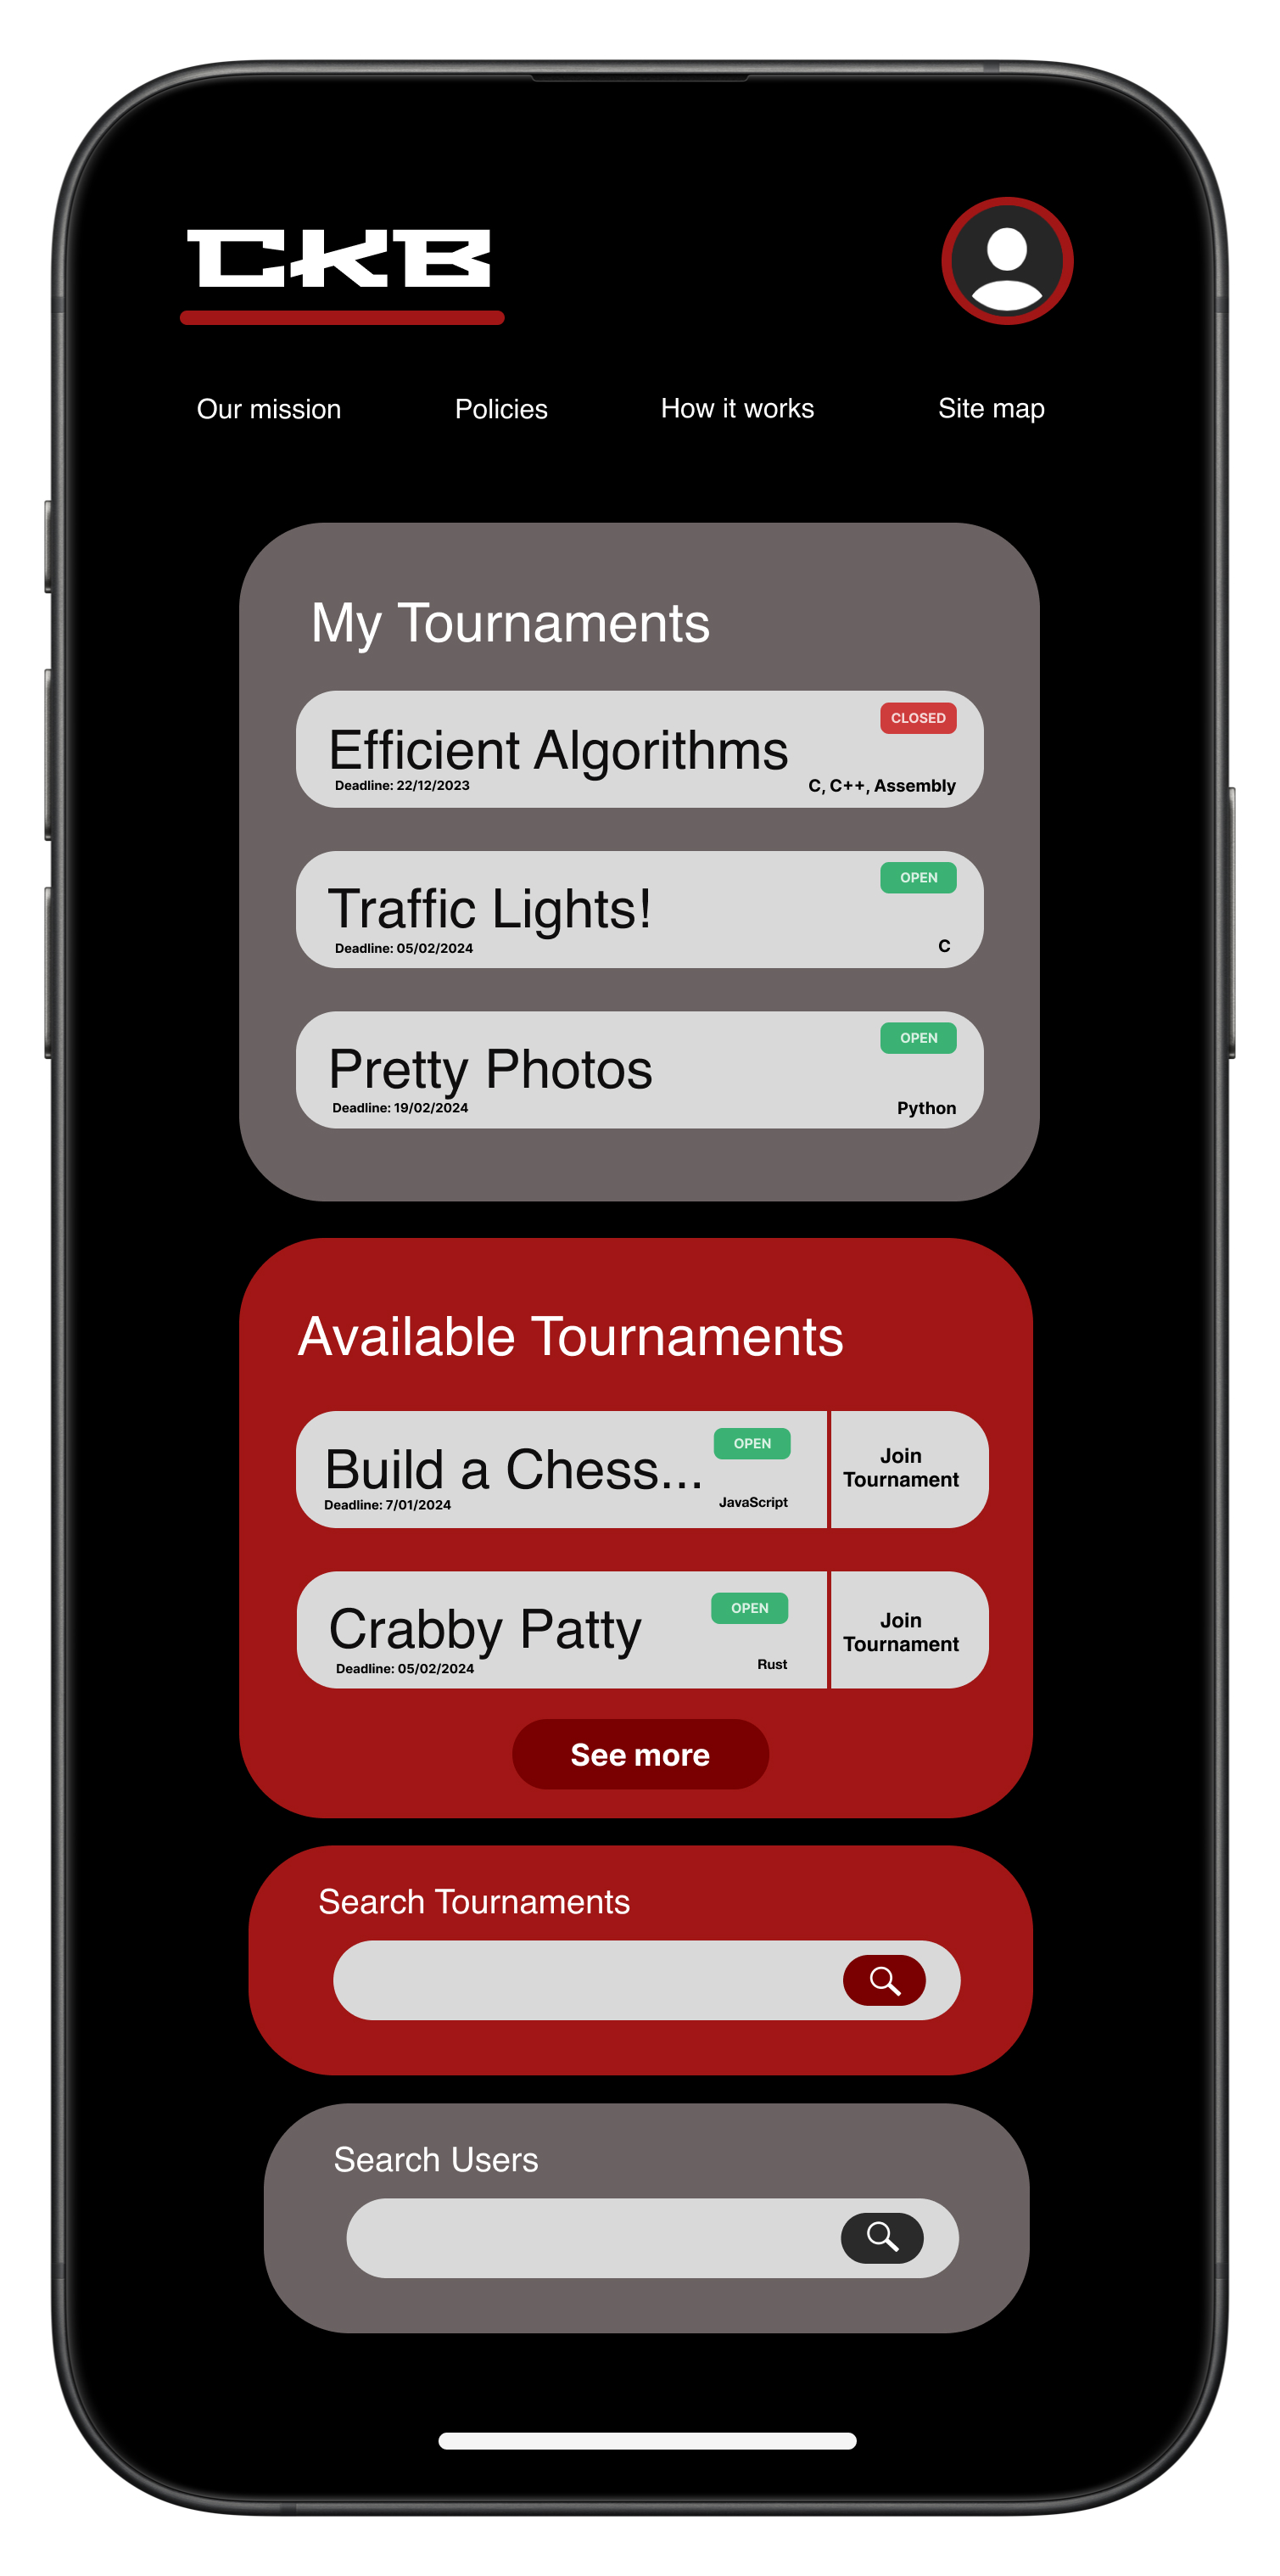 CKB
Our mission Policies How it works Site map
My Tournaments
CLOSED
Efficient Algorithms
Deadline: 22/12/2023
C, C++, Assembly
OPEN
Traffic Lights!
Deadline: 05/02/2024
C
OPEN
Pretty Photos
Deadline: 19/02/2024
Python
Available Tournaments
OPEN
Build a Chess...
Deadline: 7/01/2024
JavaScript
Join
Tournament
OPEN
Crabby Patty
Deadline: 05/02/2024
Rust
Join
Tournament
See more
Search Tournaments
Search Users